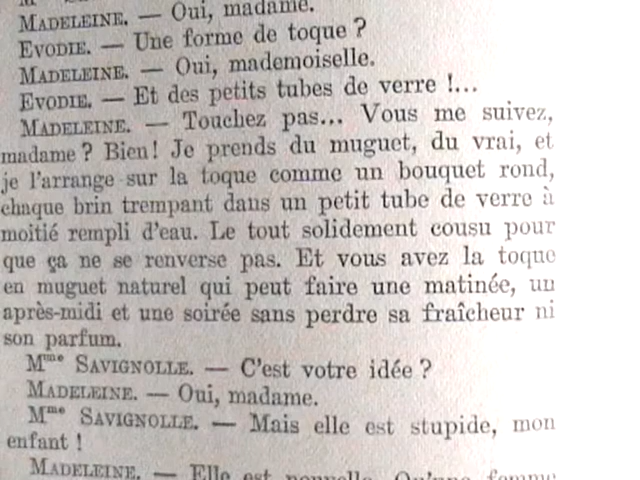 MADELEINE. — Oui, madame.
EVODIE. — Une forme de toque ?
MADELEINE. — Oui, mademoiselle.
EVODIE. — Et des petits tubes de verre !...
MADELEINE. — Touchez pas... Vous me suivez,
madame ? Bien! Je prends du muguet, du vrai, et
je l'arrange sur la toque comme un bouquet rond,
chaque brin trempant dans un petit tube de verre à
moitié rempli d'eau. Le tout solidement cousu pour
que ça ne se renverse pas. Et vous avez la toque
en muguet naturel qui peut faire une matinée, un
après-midi et une soirée sans perdre sa fraîcheur ni
son parfum.
Mme SAVIGNOLLE. — C'est votre idée ?
MADELEINE. — Oui, madame.
Mme SAVIGNOLLE. — Mais elle est stupide, mon
enfant !
MADELEINE. — Elle est